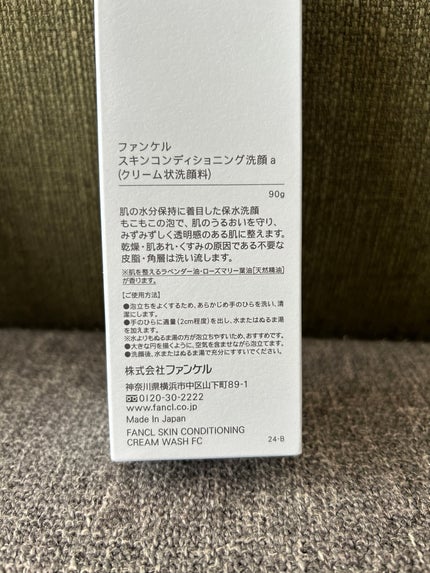 ファンケル
スキンコンディショニング洗顔 a
(クリーム状洗顔料)
90g
肌の水分保持に着目した保水洗顔
もこもこの泡で、肌のうるおいを守り、
みずみずしく透明感のある肌に整えます。
乾燥・肌あれ・くすみの原因である不要な
皮脂・角層は洗い流します。
※肌を整えるラベンダー油・ローズマリー葉油[天然精油]
が香ります。
【ご使用方法】
●泡立ちをよくするため、あらかじめ手のひらを洗い、清
潔にします。
●手のひらに適量(2cm程度)を出し、水またはぬるま湯
を加えます。
※水よりもぬるま湯の方が泡立ちやすいため、おすすめです。
●大きな円を描くように、空気を含ませながら泡立てます。
●洗顔後、水またはぬるま湯で充分にすすいでください。
株式会社ファンケル
神奈川県横浜市中区山下町89-1
0120-30-2222
www.fancl.co.jp
Made In Japan
FANCL SKIN CONDITIONING
CREAM WASH FC
24-B